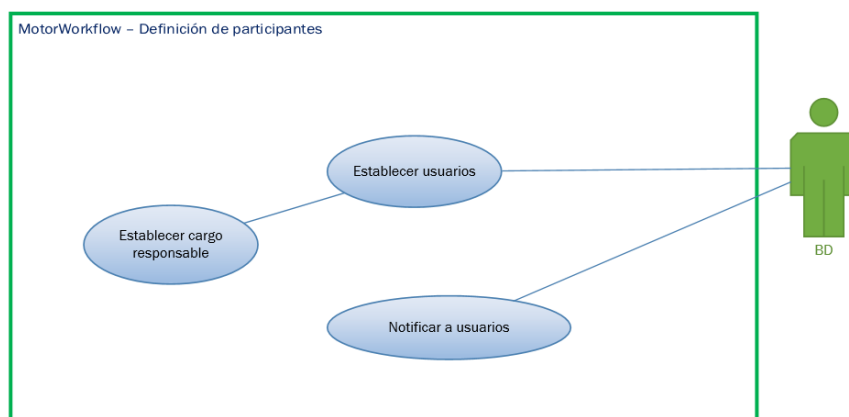 MotorWorkflow – Definición de participantes
Establecer usuarios
Establecer cargo
responsable
BD
Notificar a usuarios